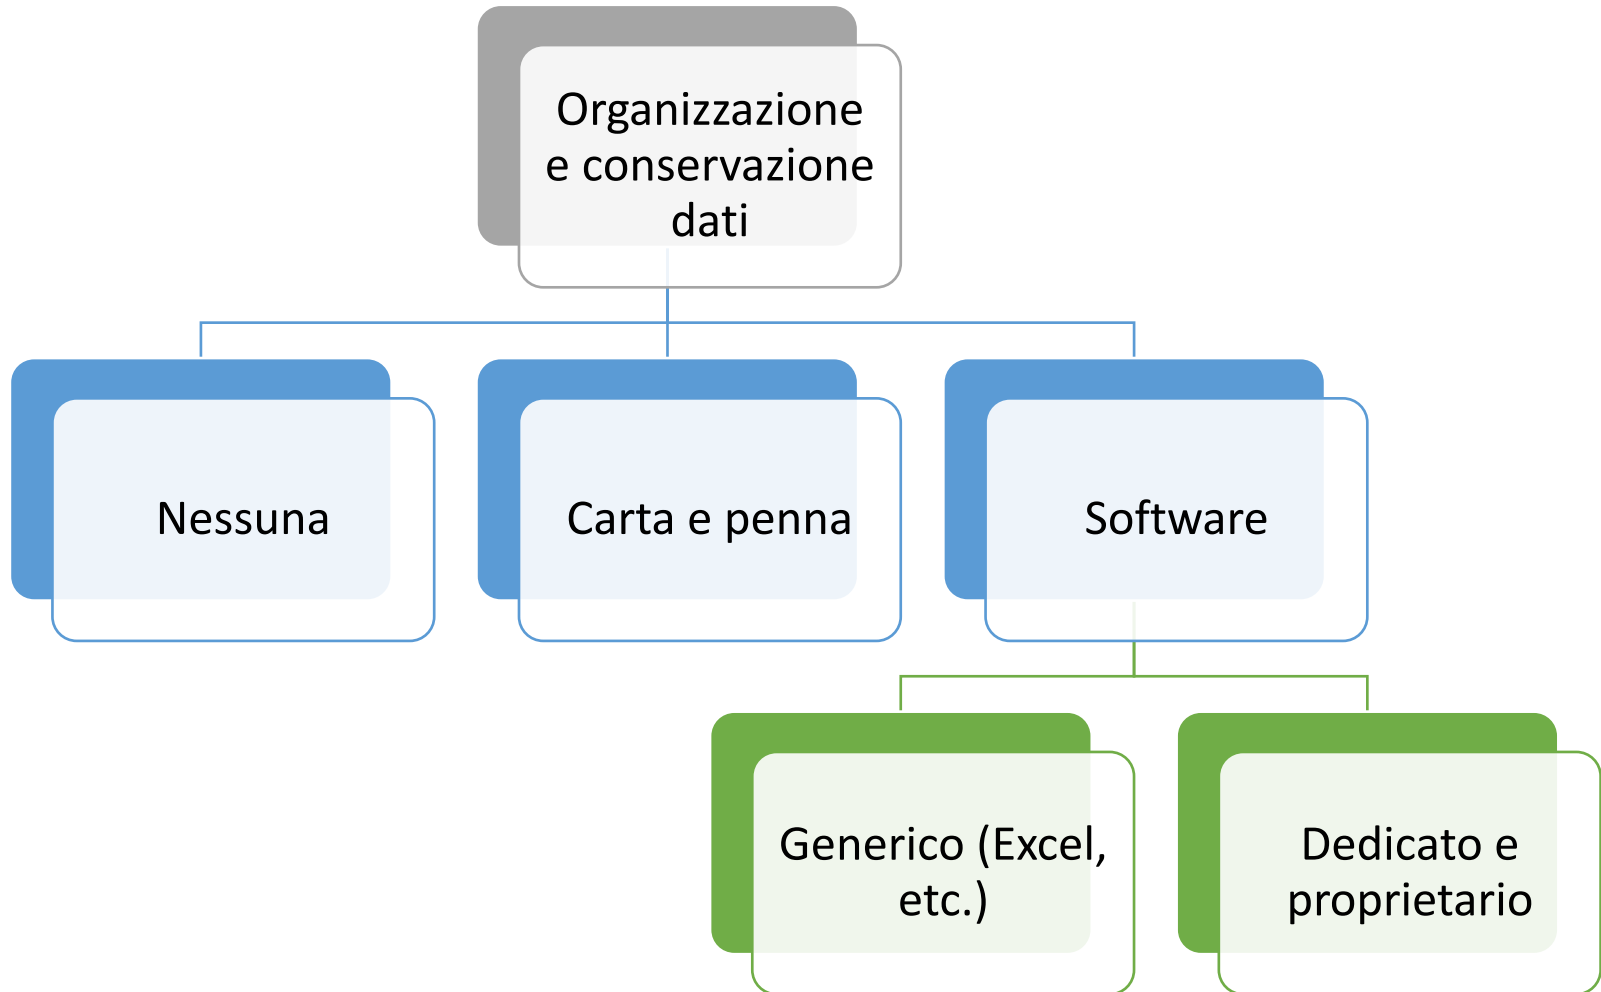 Organizzazione
e conservazione
dati
Nessuna
Carta e penna
Software
Generico (Excel,
etc.)
Dedicato e
proprietario